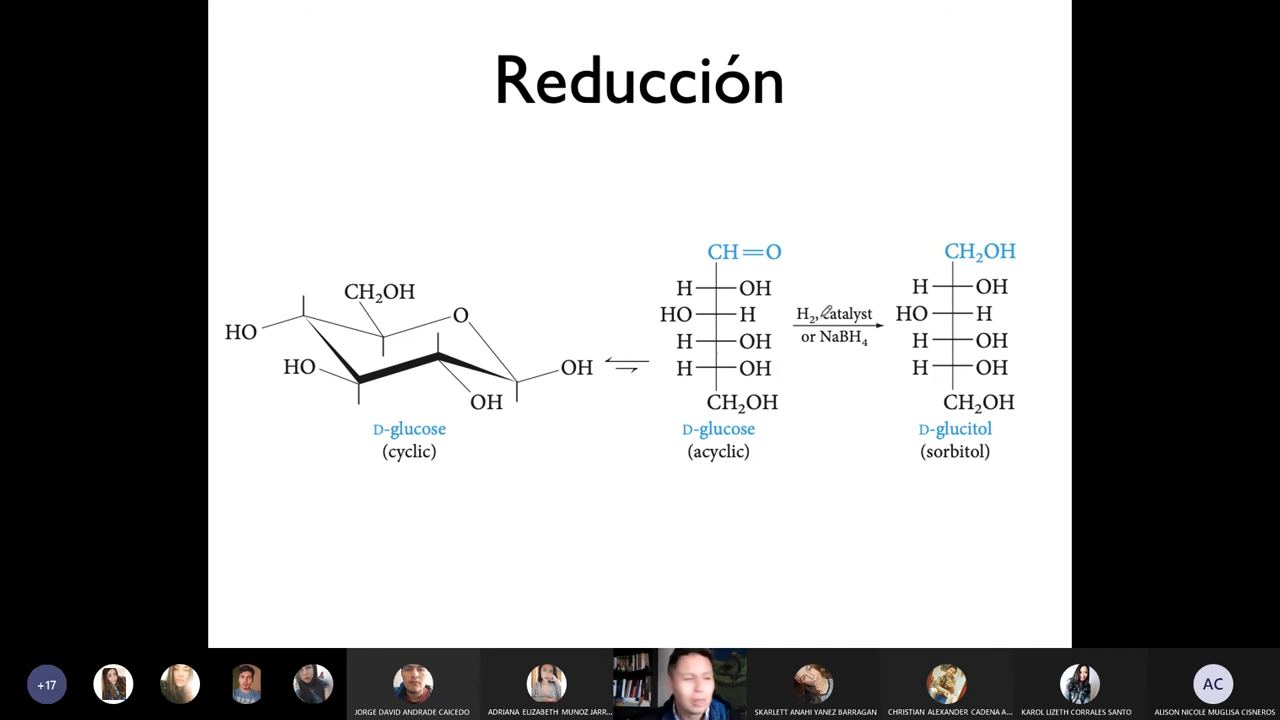 Reducción
CH₂OH
O
HO
HO
OH
OH
D-glucose
(cyclic)
CH=O
H OH
HO H
H OH
H OH
CH₂OH
D-glucose
(acyclic)
H₂, catalyst
or NaBH₄
CH₂OH
H OH
HO H
H OH
H OH
CH₂OH
D-glucitol
(sorbitol)
+17
JORGE DAVID ANDRADE CAICEDO
ADRIANA ELIZABETH MUNOZ JARR...
SKARLETT ANAHI YANEZ BARRAGAN
CHRISTIAN ALEXANDER CADENA A...
KAROL LIZETH CORRALES SANTO
AC
ALISON NICOLE MUGLISA CISNEROS